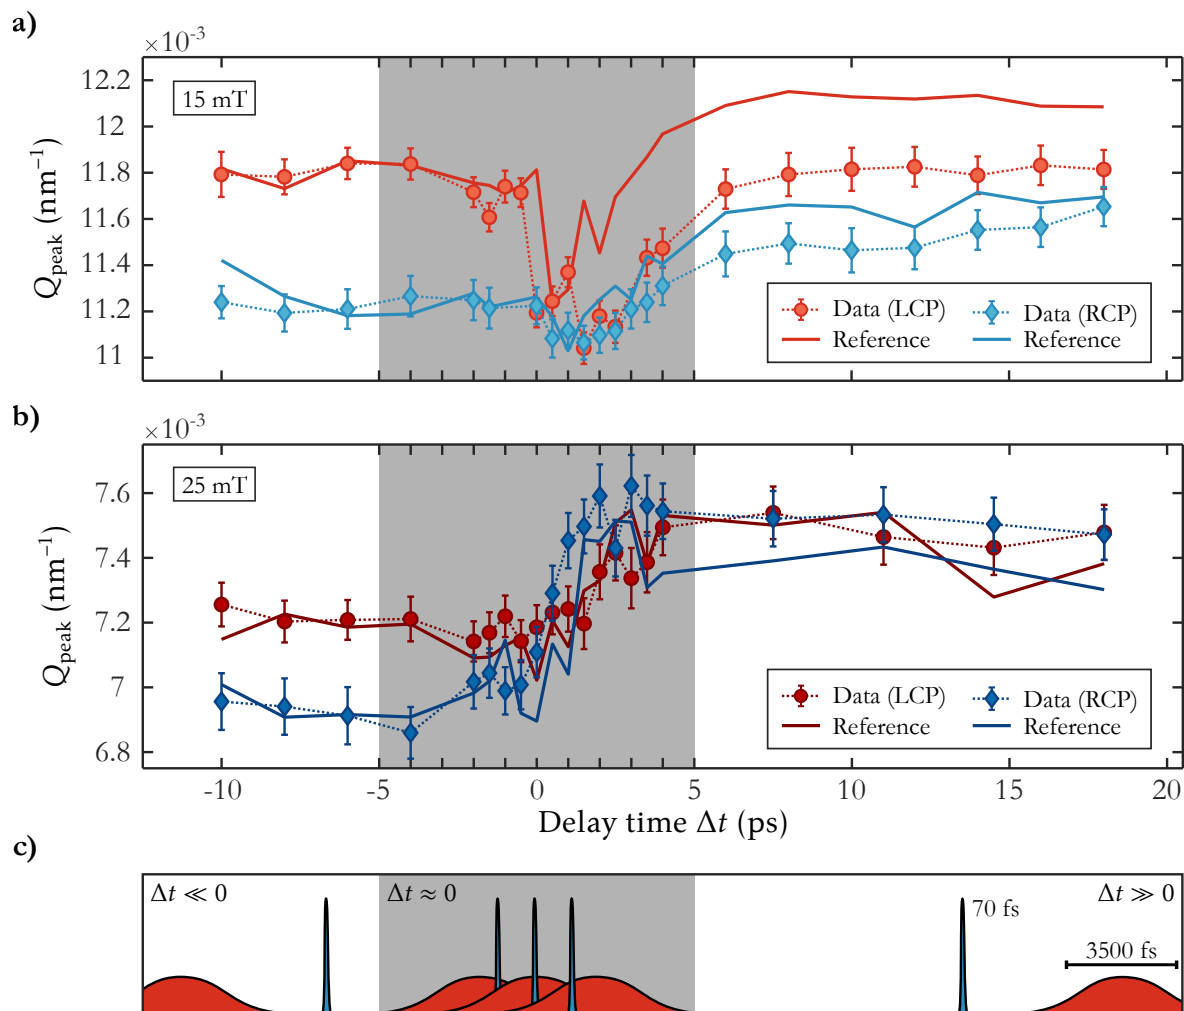 a)
×10⁻³
15 mT
12.2
12
11.8
11.6
11.4
11.2
11
Q_peak (nm⁻¹)
Data (LCP)
Data (RCP)
Reference
Reference
b)
×10⁻³
25 mT
7.6
7.4
7.2
7
6.8
Q_peak (nm⁻¹)
Data (LCP)
Data (RCP)
Reference
Reference
-10
-5
0
5
10
15
20
Delay time Δt (ps)
c)
Δt ≪ 0
Δt ≈ 0
70 fs
Δt ≫ 0
3500 fs